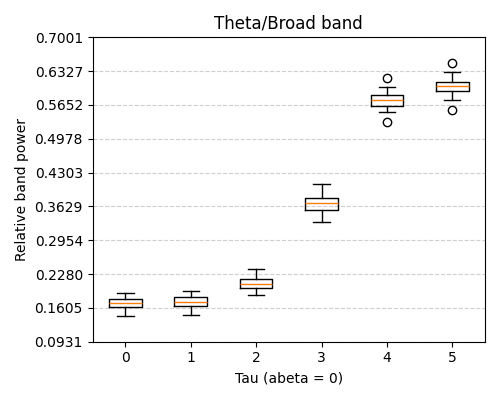 Theta/Broad band
0.7001
0.6327
0.5652
0.4978
0.4303
0.3629
0.2954
0.2280
0.1605
0.0931
Relative band power
0 1 2 3 4 5
Tau (abeta = 0)